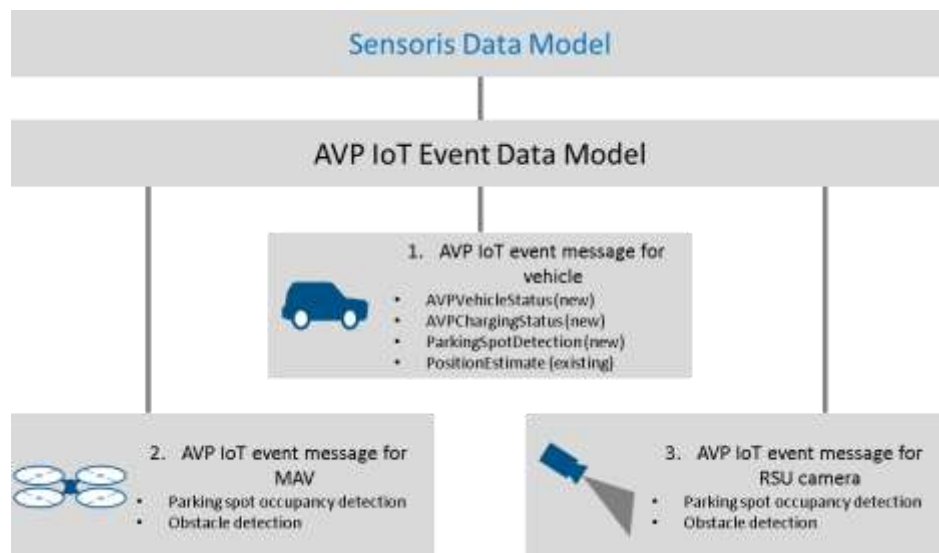 Sensoris Data Model
AVP IoT Event Data Model
1. AVP IoT event message for
vehicle
• AVPVehicleStatus(new)
• AVPChargingStatus(new)
• ParkingSpotDetection(new)
• PositionEstimate(existing)
2. AVP IoT event message for
MAV
• Parking spot occupancy detection
• Obstacle detection
3. AVP IoT event message for
RSU camera
• Parking spot occupancy detection
• Obstacle detection